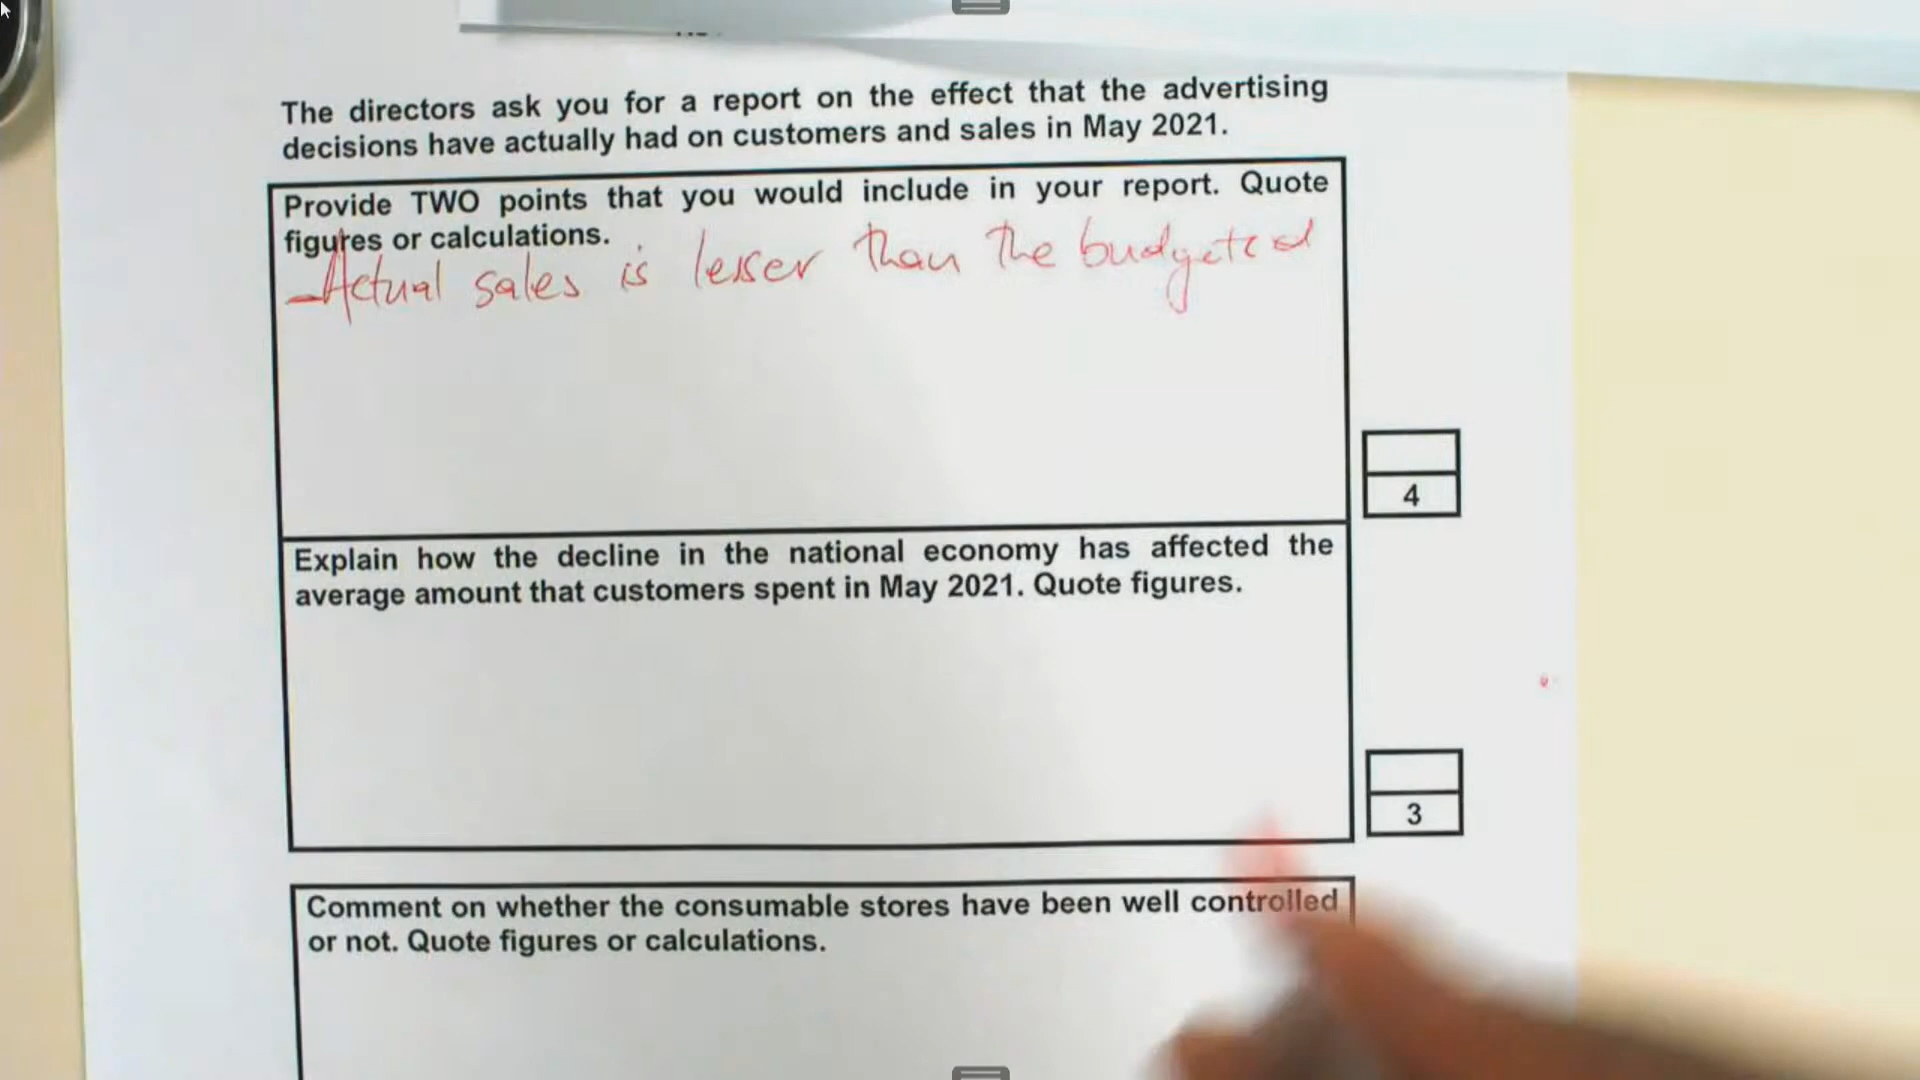 The directors ask you for a report on the effect that the advertising
decisions have actually had on customers and sales in May 2021.
Provide TWO points that you would include in your report. Quote
figures or calculations.
-Actual sales is lesser than the budgeted
4
Explain how the decline in the national economy has affected the
average amount that customers spent in May 2021. Quote figures.
3
Comment on whether the consumable stores have been well controlled
or not. Quote figures or calculations.